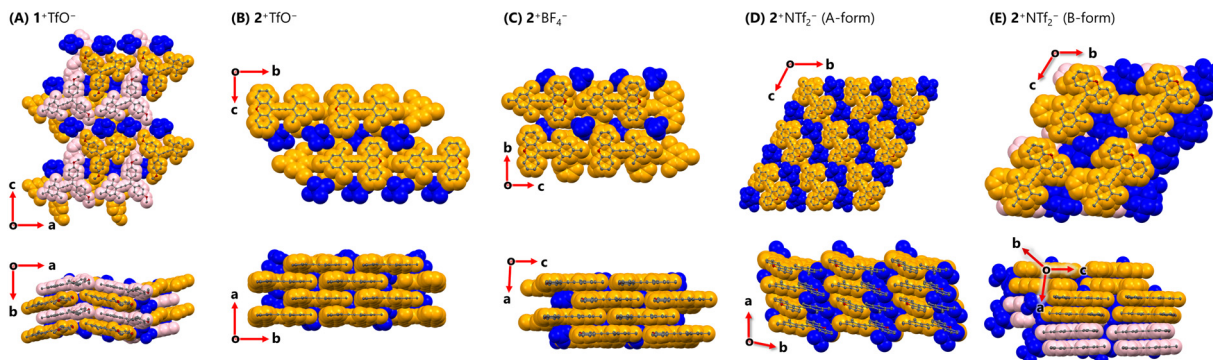 (A) 1⁺TfO⁻
(B) 2⁺TfO⁻
(C) 2⁺BF₄⁻
(D) 2⁺NTf₂⁻ (A-form)
(E) 2⁺NTf₂⁻ (B-form)
c
o
a
o
b
c
b
o
c
o
b
c
o
b
c
o
a
b
a
o
b
o
c
a
a
o
b
b
o
c
a